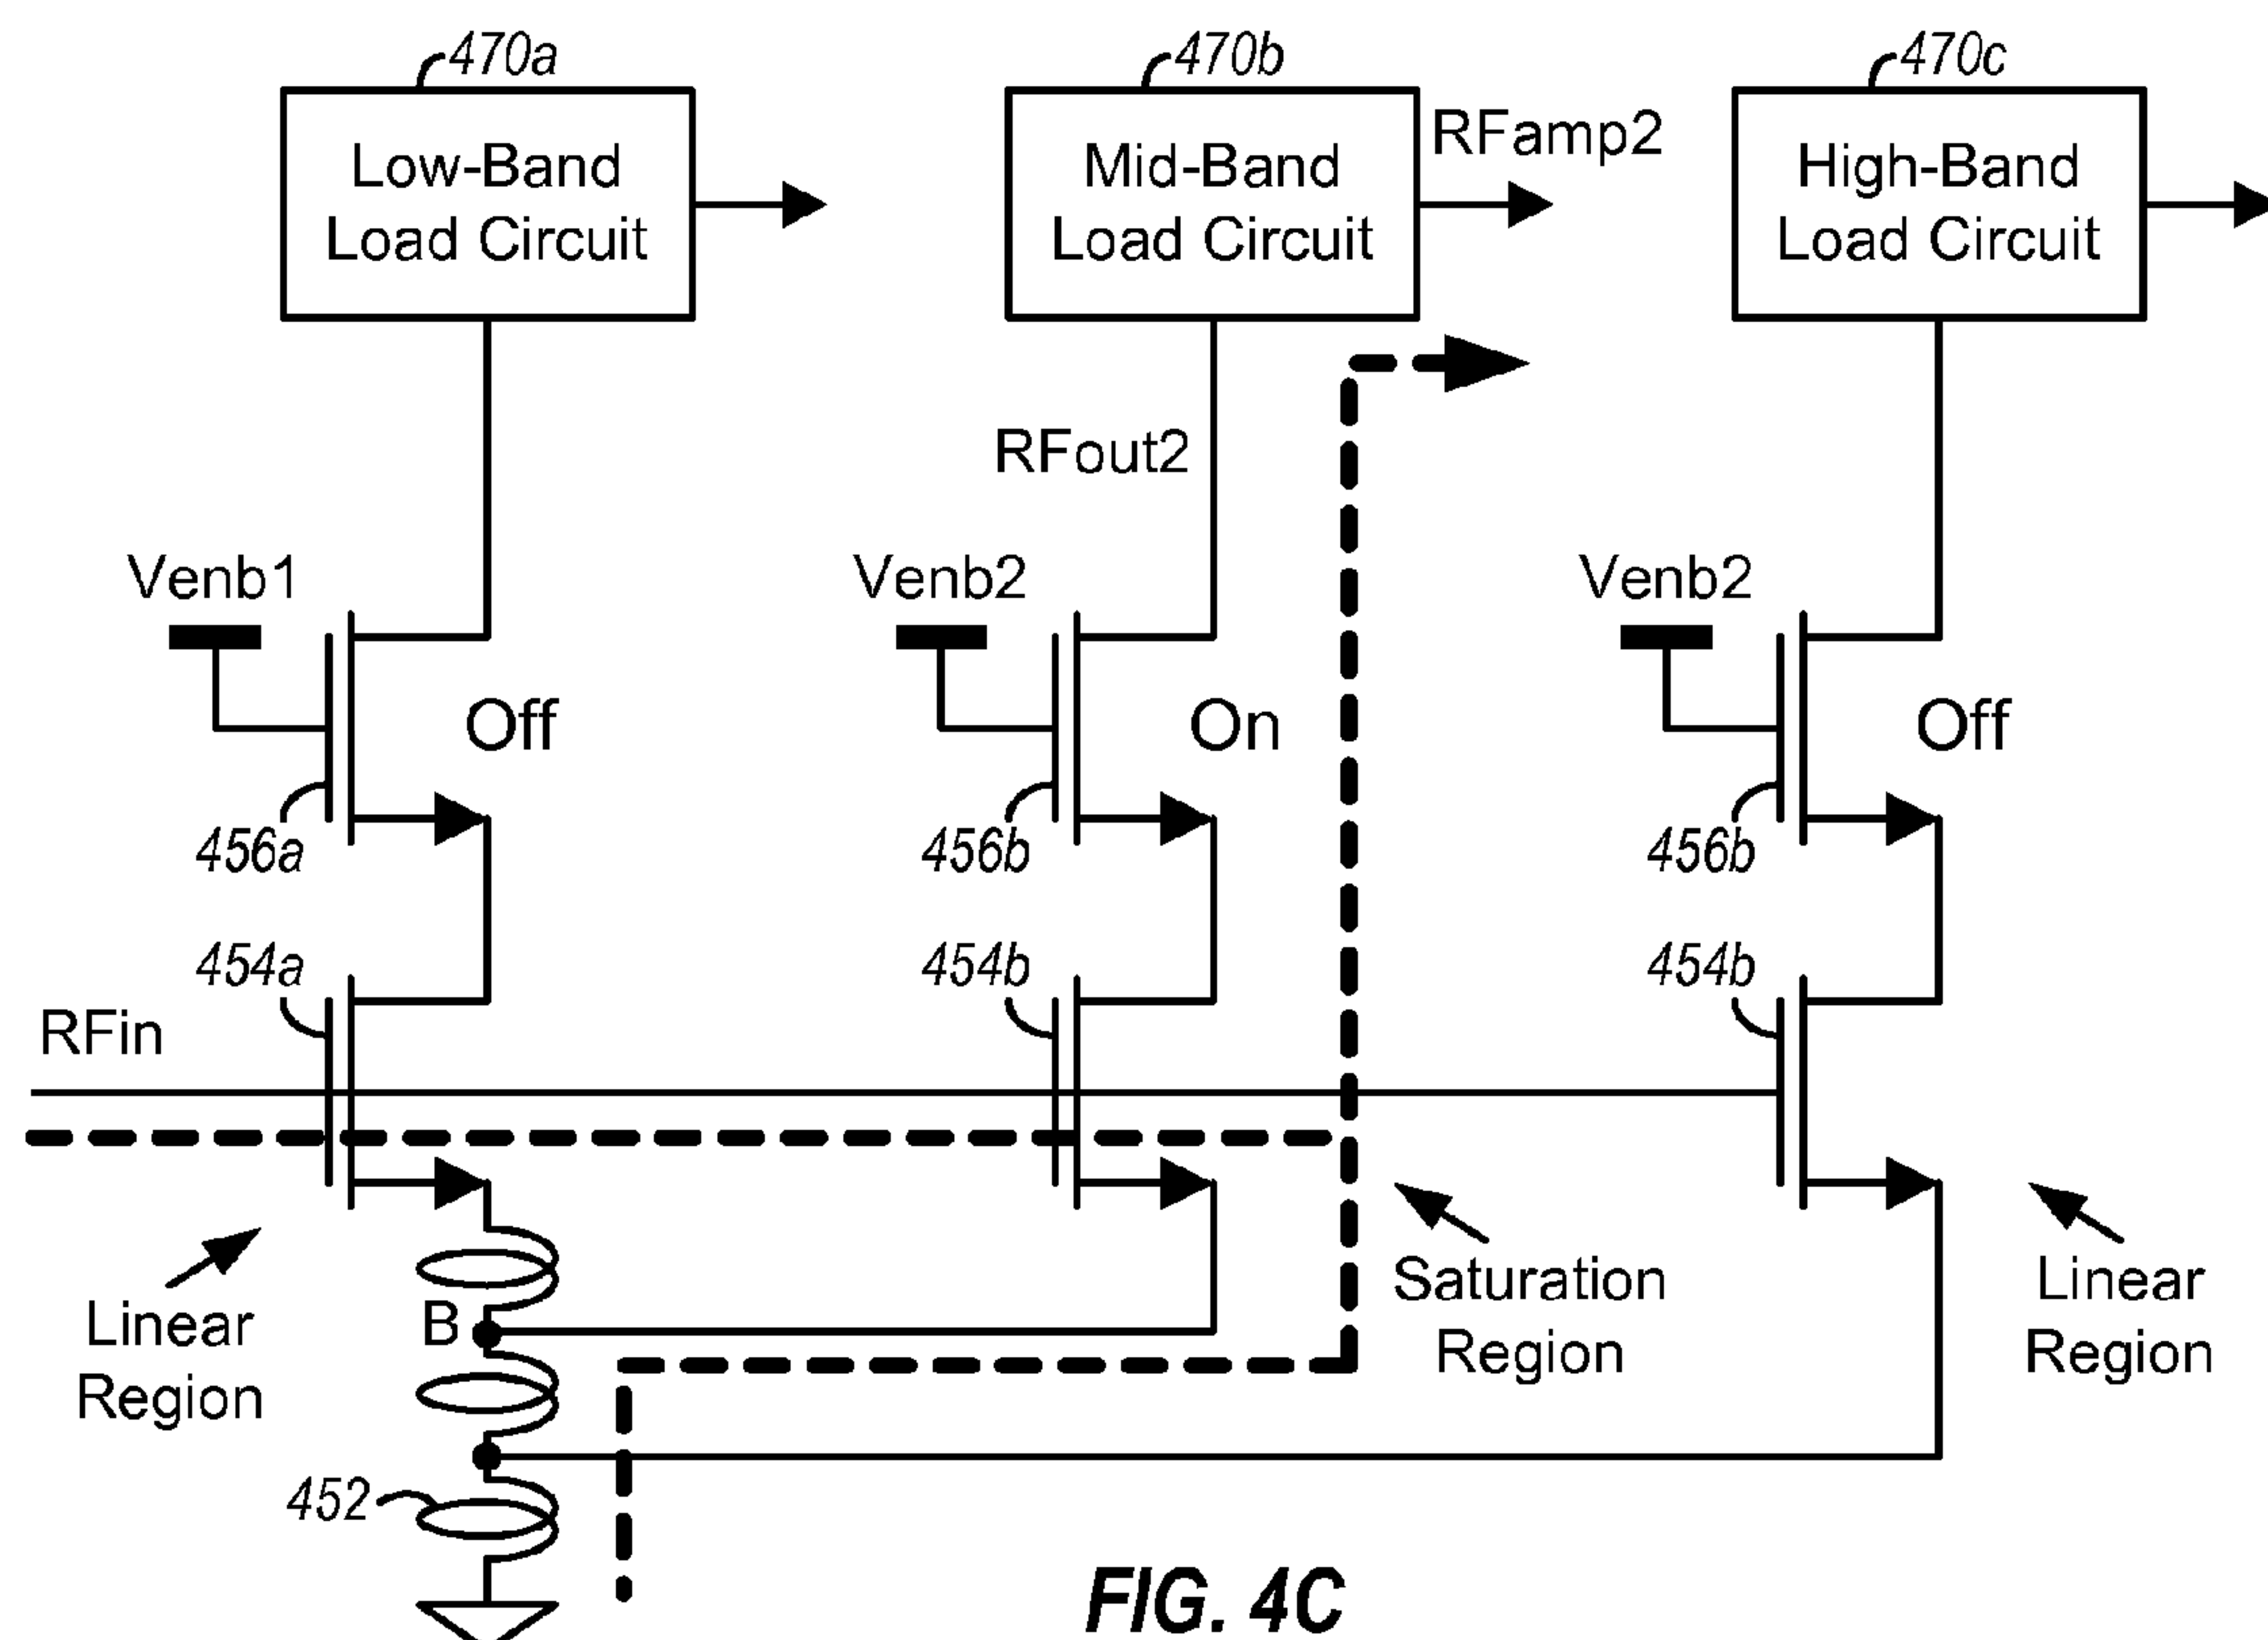 470a
470b
470c
Low-Band
Load Circuit
Mid-Band
Load Circuit
RFamp2
High-Band
Load Circuit
RFout2
Venb1
Venb2
Venb2
Off
On
Off
456a
456b
456b
454a
454b
454b
RFin
Linear
Region
B
Saturation
Region
Linear
Region
452
FIG. 4C